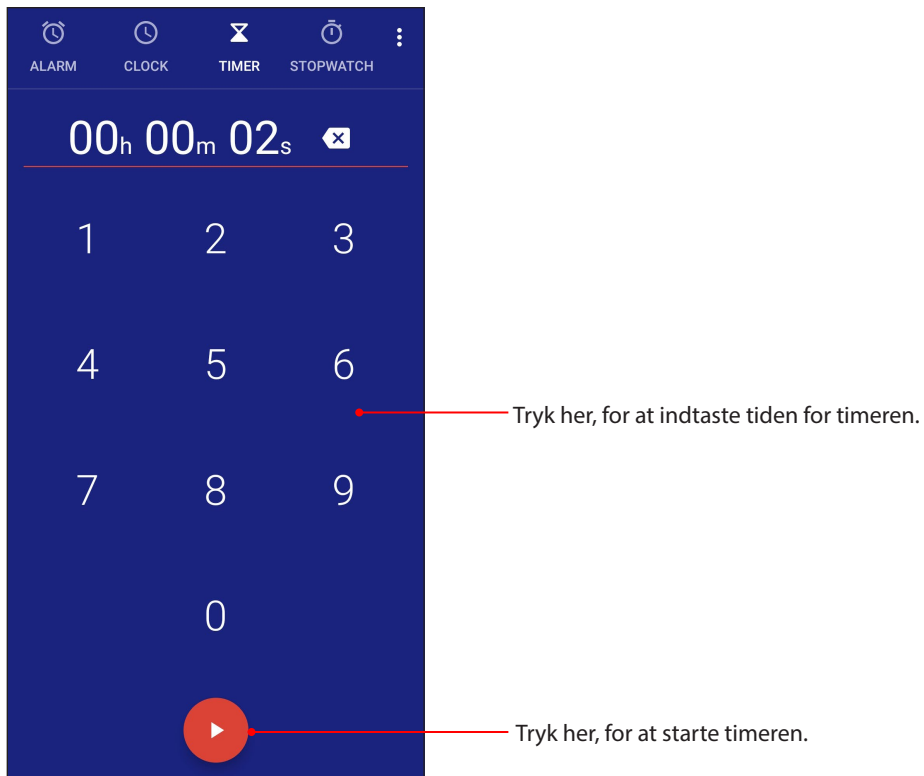 ALARM CLOCK TIMER STOPWATCH
00h 00m 02s
1 2 3
4 5 6
Tryk her, for at indtaste tiden for timeren.
7 8 9
0
Tryk her, for at starte timeren.